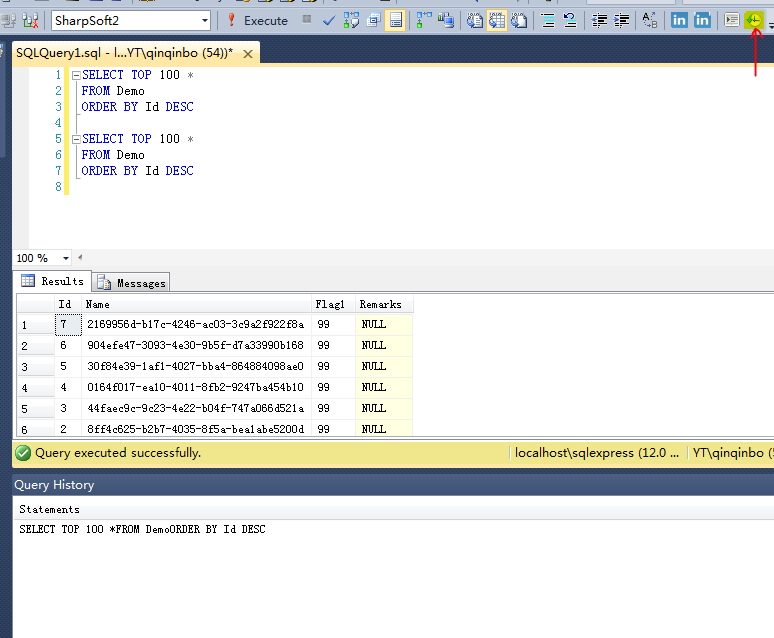 SharpSoft2
Execute
in
in
SQLQuery1.sql - l...YT\qinqinbo (54))*
1 SELECT TOP 100 *
2 FROM Demo
3 ORDER BY Id DESC
4
5 SELECT TOP 100 *
6 FROM Demo
7 ORDER BY Id DESC
8
100 %
Results Messages
Id Name Flag1 Remarks
1 7 2169956d-b17c-4246-ac03-3c9a2f922f8a 99 NULL
2 6 904efe47-3093-4e30-9b5f-d7a33990b168 99 NULL
3 5 30f84e39-1af1-4027-bba4-864884098ae0 99 NULL
4 4 0164f017-ea10-4011-8fb2-9247ba454b10 99 NULL
5 3 44faec9c-9c23-4e22-b04f-747a066d521a 99 NULL
6 2 8ff4c625-b2b7-4035-8f5a-bea1abe5200d 99 NULL
Query executed successfully.
localhost\sqlexpress (12.0 ...
YT\qinqinbo (5
Query History
Statements
SELECT TOP 100 *FROM DemoORDER BY Id DESC